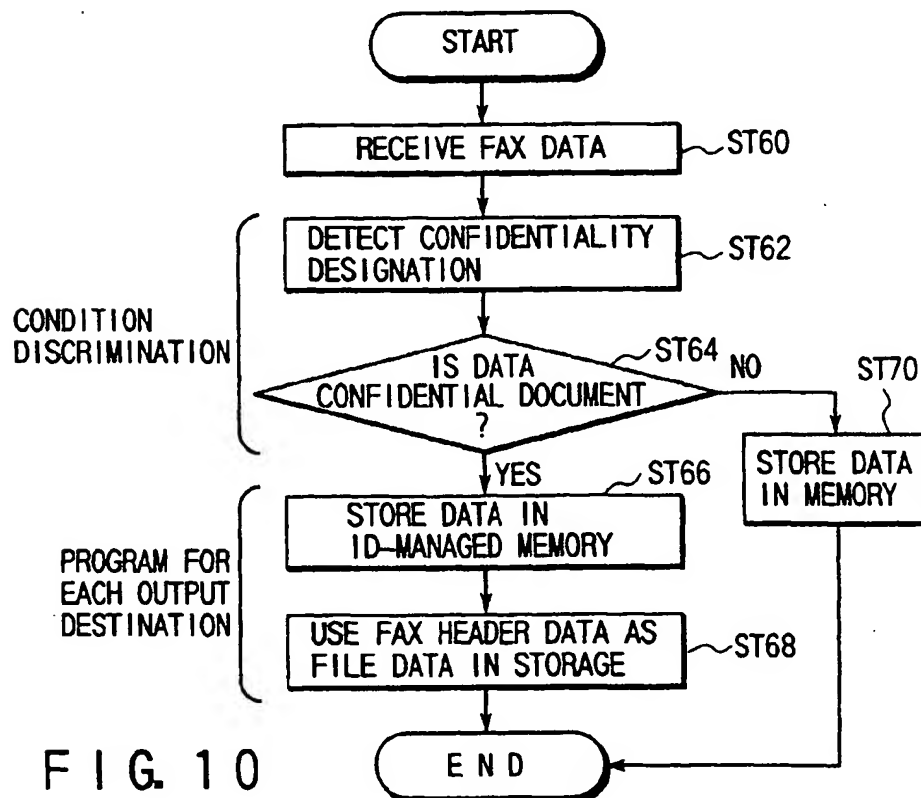 START
RECEIVE FAX DATA
ST60
DETECT CONFIDENTIALITY
DESIGNATION
ST62
CONDITION
DISCRIMINATION
IS DATA
CONFIDENTIAL DOCUMENT
?
ST64
NO
ST70
STORE DATA
IN MEMORY
YES
ST66
STORE DATA IN
ID-MANAGED MEMORY
PROGRAM FOR
EACH OUTPUT
DESTINATION
USE FAX HEADER DATA AS
FILE DATA IN STORAGE
ST68
END
FIG. 10